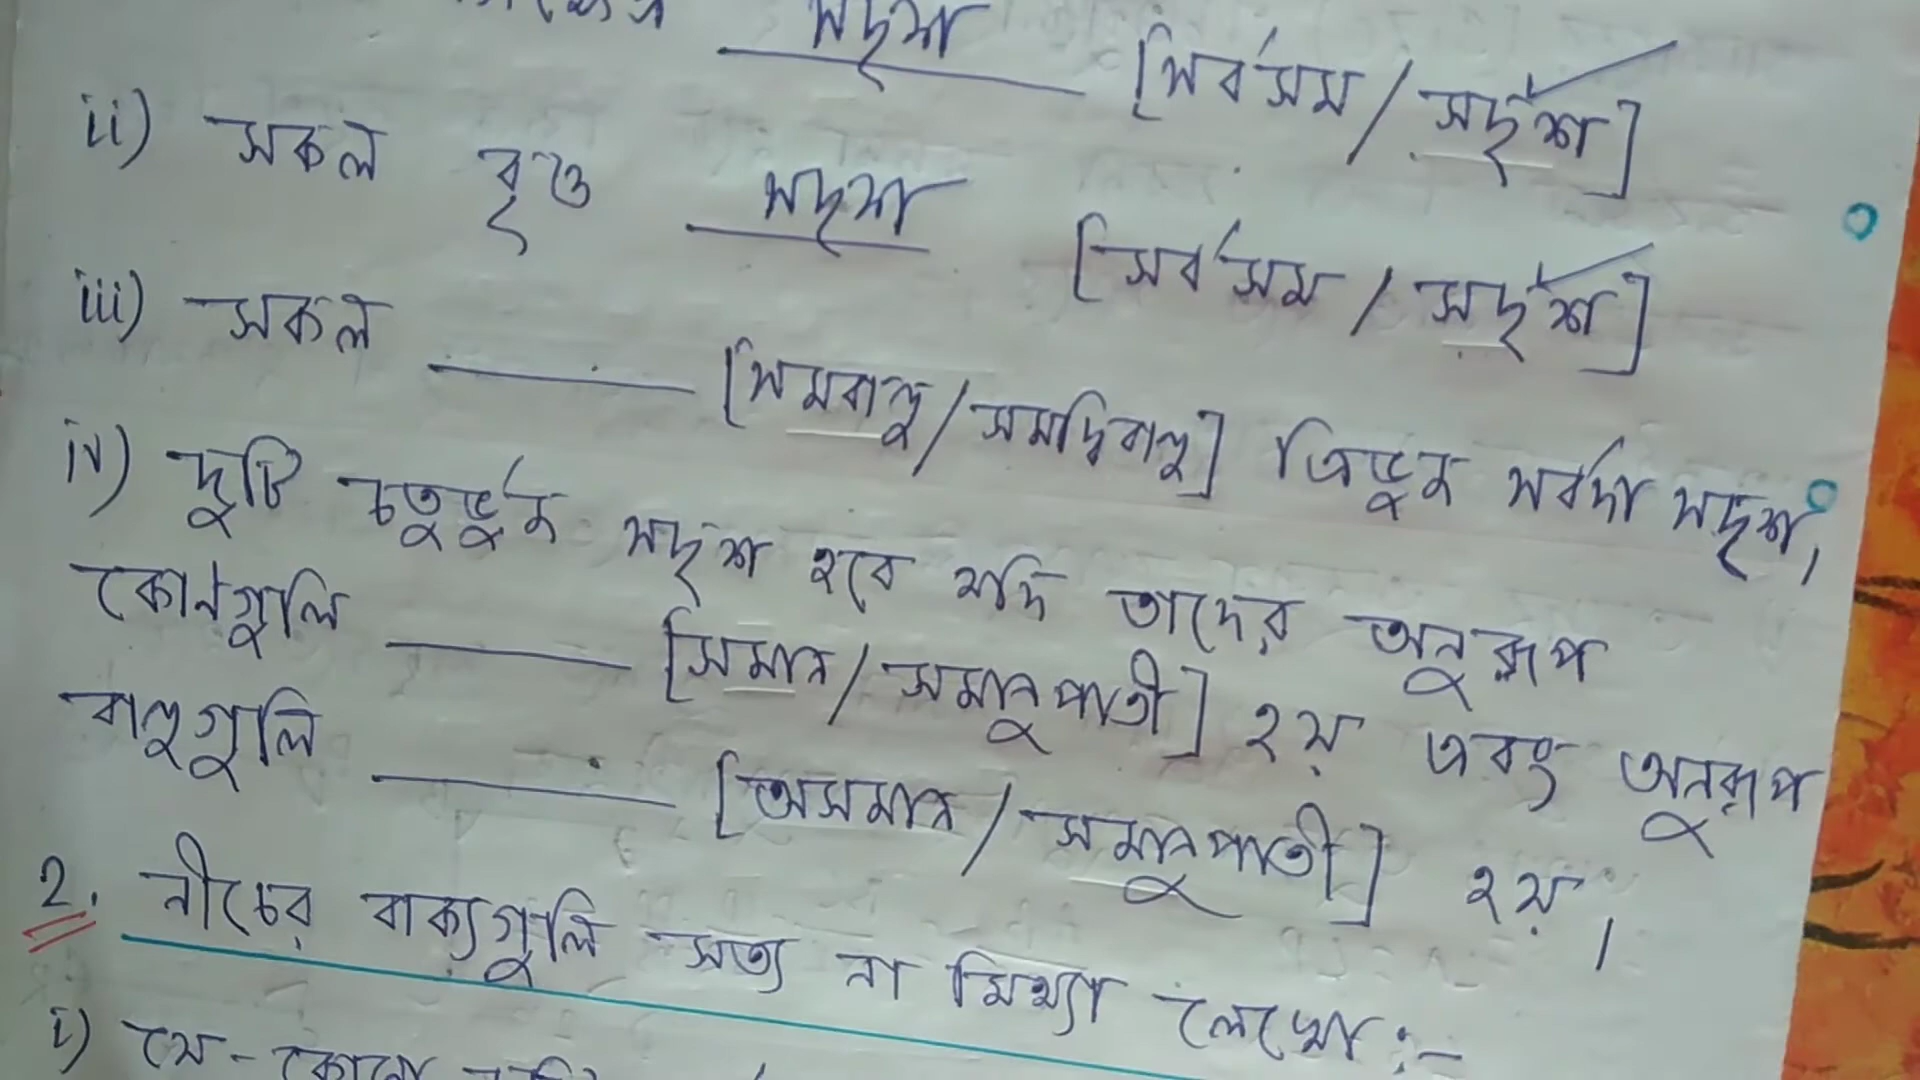 সদৃশ [সর্বসম / সদৃশ]
ii) সকল বৃত্ত সদৃশ [সর্বসম / সদৃশ]
iii) সকল [সমবাহু / সমদ্বিবাহু] ত্রিভুজ সর্বদা সদৃশ।
iv) দুটি চতুর্ভুজ সদৃশ হবে যদি তাদের অনুরূপ
কোণগুলি [সমান / সমানুপাতী] হয় এবং অনুরূপ
বাহুগুলি [অসমান / সমানুপাতী] হয়।
2. নীচের বাক্যগুলি সত্য না মিথ্যা লেখো :-
i) যে-কোনো